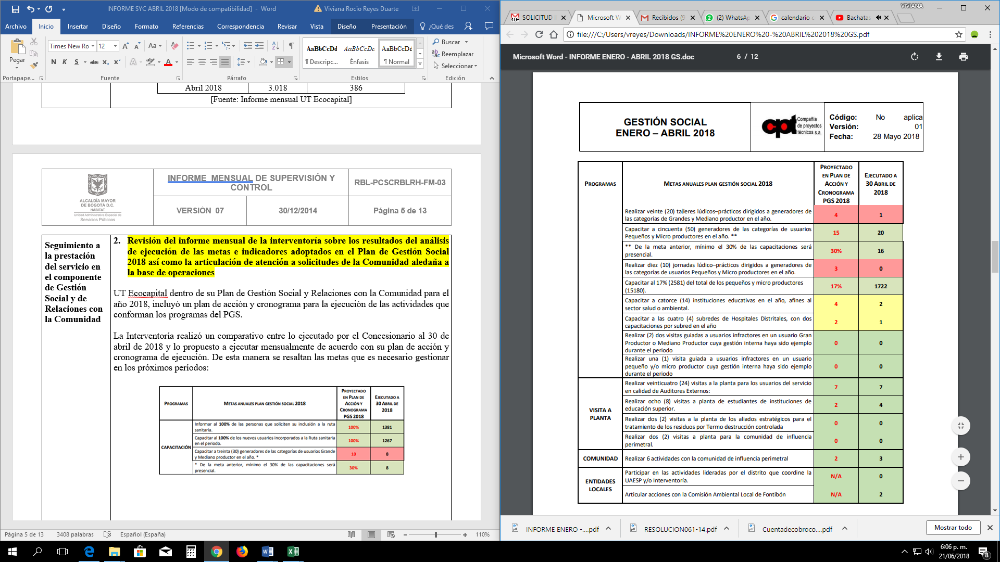 INFORME SYC ABRIL 2018 [Modo de compatibilidad] - Word
Viviana Rocio Reyes Duarte
Archivo
Inicio
Insertar
Diseño
Formato
Referencias
Correspondencia
Revisar
Vista
Diseño
Presentación
¿Qué des
Pegar
Times New Ro
12
Aa
N K S abc x₂ x²
AaBbCcDd
AaBbCcDc
AaBbCcDd
¶ Descripc...
Énfasis
¶ Normal
Buscar
Reemplazar
Seleccionar
Portapape...
Fuente
Párrafo
Estilos
Edición
Abril 2018 3.018 386
[Fuente: Informe mensual UT Ecocapital]
ALCALDÍA MAYOR
DE BOGOTÁ D.C.
HÁBITAT
Unidad Administrativa Especial de
Servicios Públicos
INFORME MENSUAL DE SUPERVISIÓN Y
CONTROL
RBL-PCSCRBLRH-FM-03
VERSIÓN 07
30/12/2014
Página 5 de 13
Seguimiento a
la prestación
del servicio en
el componente
de Gestión
Social y de
Relaciones con
la Comunidad
2. Revisión del informe mensual de la interventoría sobre los resultados del análisis
de ejecución de las metas e indicadores adoptados en el Plan de Gestión Social
2018 así como la articulación de atención a solicitudes de la Comunidad aledaña a
la base de operaciones
UT Ecocapital dentro de su Plan de Gestión Social y Relaciones con la Comunidad para el
año 2018, incluyó un plan de acción y cronograma para la ejecución de las actividades que
conforman los programas del PGS.
La Interventoría realizó un comparativo entre lo ejecutado por el Concesionario al 30 de
abril de 2018 y lo propuesto a ejecutar mensualmente de acuerdo con su plan de acción y
cronograma de ejecución. De esta manera se resaltan las metas que es necesario gestionar
en los próximos períodos:
PROGRAMAS
METAS ANUALES PLAN GESTIÓN SOCIAL 2018
PROYECTADO
EN PLAN DE
ACCIÓN Y
CRONOGRAMA
PGS 2018
EJECUTADO A
30 ABRIL DE
2018
CAPACITACIÓN
Informar al 100% de las personas que soliciten su inclusión a la ruta
sanitaria.
100% 1381
Capacitar al 100% de los nuevos usuarios incorporados a la Ruta sanitaria
en el periodo.
100% 1267
Capacitar a treinta (30) generadores de las categorías de usuarios Grande
y Mediano productor en el año. *
10 8
* De la meta anterior, mínimo el 30% de las capacitaciones será
presencial.
30% 8
Página 5 de 13
3408 palabras
Español (España)
110%
VIVIANA
SOLICITUD I
Microsoft W
Recibidos (9
(2) WhatsAp
calendario c
Bachatas
file:///C:/Users/vreyes/Downloads/INFORME%20ENERO%20-%20ABRIL%202018%20GS.pdf
Microsoft Word - INFORME ENERO - ABRIL 2018 GS.doc
6 / 12
GESTIÓN SOCIAL
ENERO – ABRIL 2018
cpt
Compañía
de proyectos
técnicos s.a.
Código: No aplica
Versión: 01
Fecha: 28 Mayo 2018
PROGRAMAS
METAS ANUALES PLAN GESTIÓN SOCIAL 2018
PROYECTADO
EN PLAN DE
ACCIÓN Y
CRONOGRAMA
PGS 2018
EJECUTADO A
30 ABRIL DE
2018
Realizar veinte (20) talleres lúdicos–prácticos dirigidos a generadores de
las categorías de Grandes y Mediano productor en el año.
4 1
Capacitar a cincuenta (50) generadores de las categorías de usuarios
Pequeños y Micro productores en el año. **
15 20
** De la meta anterior, mínimo el 30% de las capacitaciones será
presencial.
30% 16
Realizar diez (10) jornadas lúdico–prácticos dirigidos a generadores de
las categorías de usuarios Pequeños y Micro productores en el año.
3 0
Capacitar al 17% (2581) del total de los pequeños y micro productores
(15180).
17% 1722
Capacitar a catorce (14) instituciones educativas en el año, afines al
sector salud o ambiental.
4 2
Capacitar a las cuatro (4) subredes de Hospitales Distritales, con dos
capacitaciones por subred en el año
2 1
Realizar (2) dos visitas guiadas a usuarios infractores en un usuario Gran
Productor o Mediano Productor cuya gestión interna haya sido ejemplo
durante el periodo
0 0
Realizar una (1) visita guiada a usuarios infractores en un usuario
pequeño y/o micro productor cuya gestión interna haya sido ejemplo
durante el periodo
0 0
VISITA A
PLANTA
Realizar veinticuatro (24) visitas a la planta para los usuarios del servicio
en calidad de Auditores Externos:
7 7
Realizar ocho (8) visitas a planta de estudiantes de instituciones de
educación superior.
2 4
Realizar dos (2) visitas a la planta de los aliados estratégicos para el
tratamiento de los residuos por Termo destrucción controlada
0 0
Realizar dos (2) visitas a planta para la comunidad de influencia
perimetral.
0 0
COMUNIDAD
Realizar 6 actividades con la comunidad de influencia perimetral
2 3
ENTIDADES
LOCALES
Participar en las actividades lideradas por el distrito que coordine la
UAESP y/o Interventoría.
N/A 0
Articular acciones con la Comisión Ambiental Local de Fontibón
N/A 2
INFORME ENERO -....pdf
RESOLUCION061-14.pdf
Cuentadecobroco....pdf
Mostrar todo
6:06 p. m.
21/06/2018
8